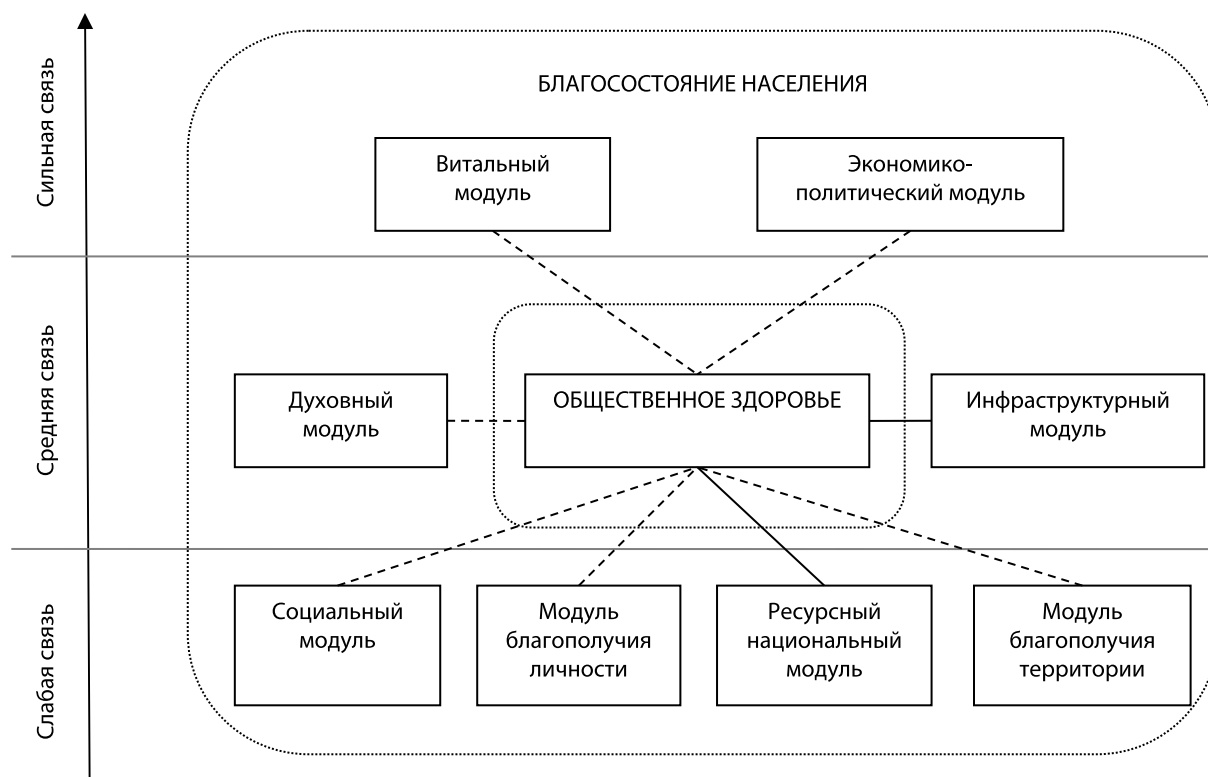 БЛАГОСОСТОЯНИЕ НАСЕЛЕНИЯ
Сильная связь
Витальный
модуль
Экономико-
политический модуль
Средняя связь
Духовный
модуль
ОБЩЕСТВЕННОЕ ЗДОРОВЬЕ
Инфраструктурный
модуль
Слабая связь
Социальный
модуль
Модуль
благополучия
личности
Ресурсный
национальный
модуль
Модуль
благополучия
территории